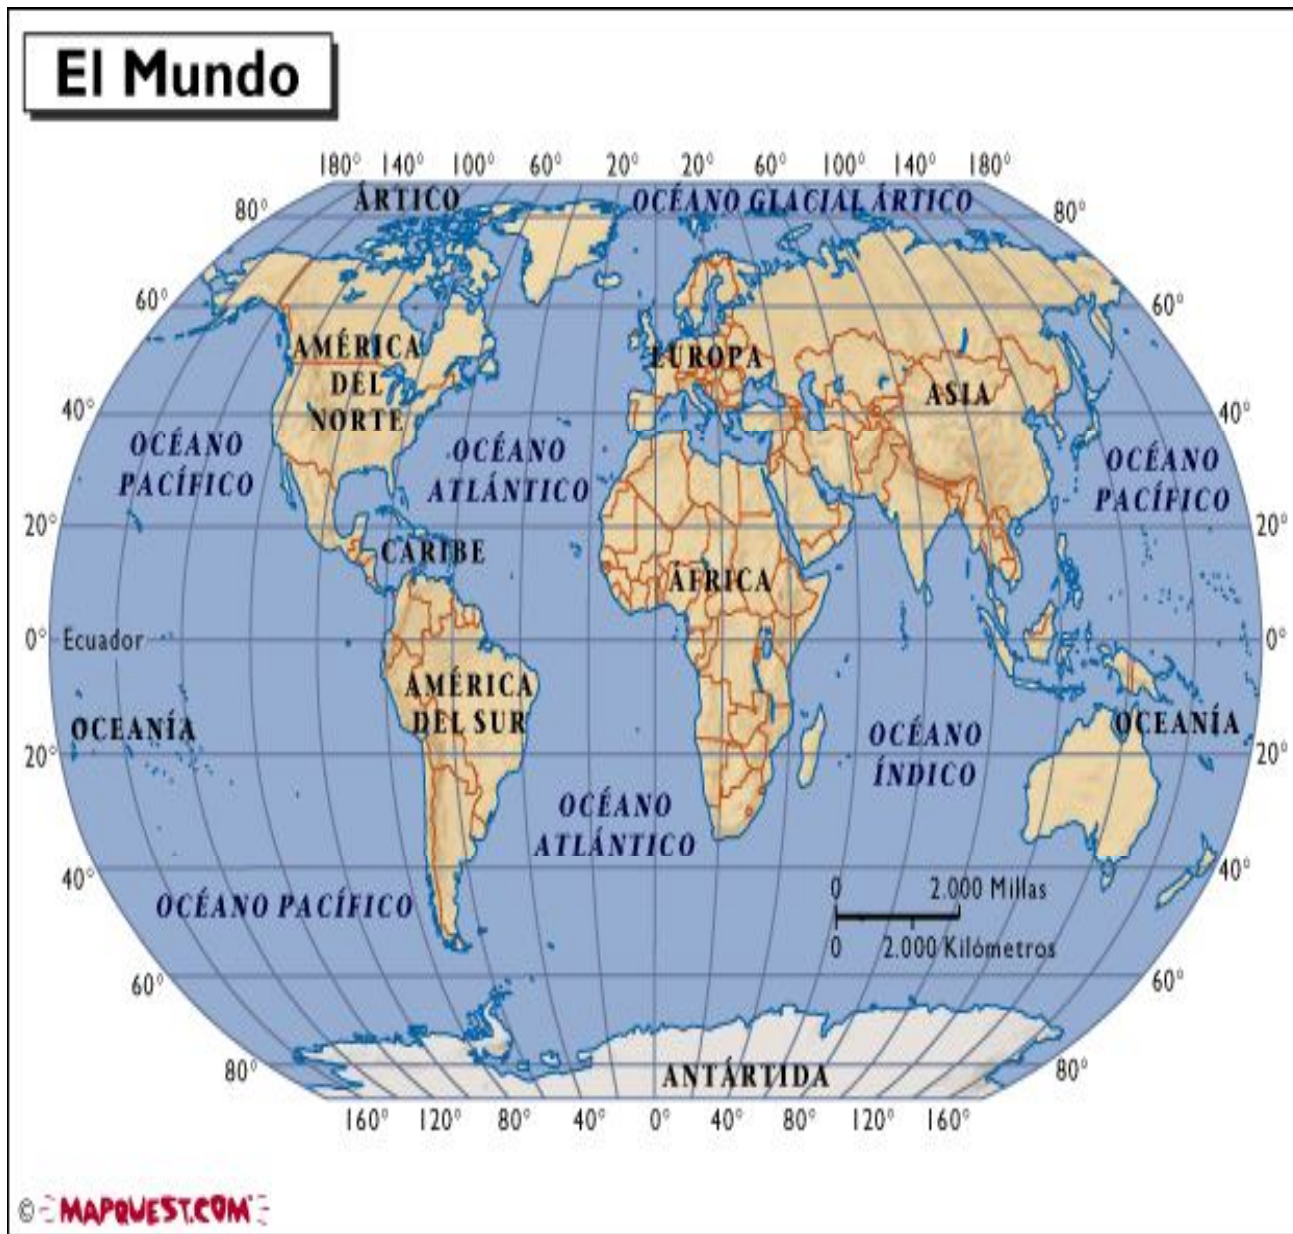 El Mundo
180° 140° 100° 60° 20° 20° 60° 100° 140° 180°
ÁRTICO
OCÉANO GLACIAL ÁRTICO
80° 80°
60° 60°
AMÉRICA
DEL
NORTE
EUROPA
ASIA
40° 40°
OCÉANO
PACÍFICO
OCÉANO
ATLÁNTICO
OCÉANO
PACÍFICO
20° 20°
CARIBE
ÁFRICA
0° Ecuador 0°
AMÉRICA
DEL SUR
OCEANÍA
OCEANÍA
OCÉANO
ÍNDICO
20° 20°
OCÉANO
ATLÁNTICO
40° 40°
OCÉANO PACÍFICO
0 2.000 Millas
0 2.000 Kilómetros
60° 60°
80° 80°
ANTÁRTIDA
160° 120° 80° 40° 0° 40° 80° 120° 160°
© MAPQUEST.COM